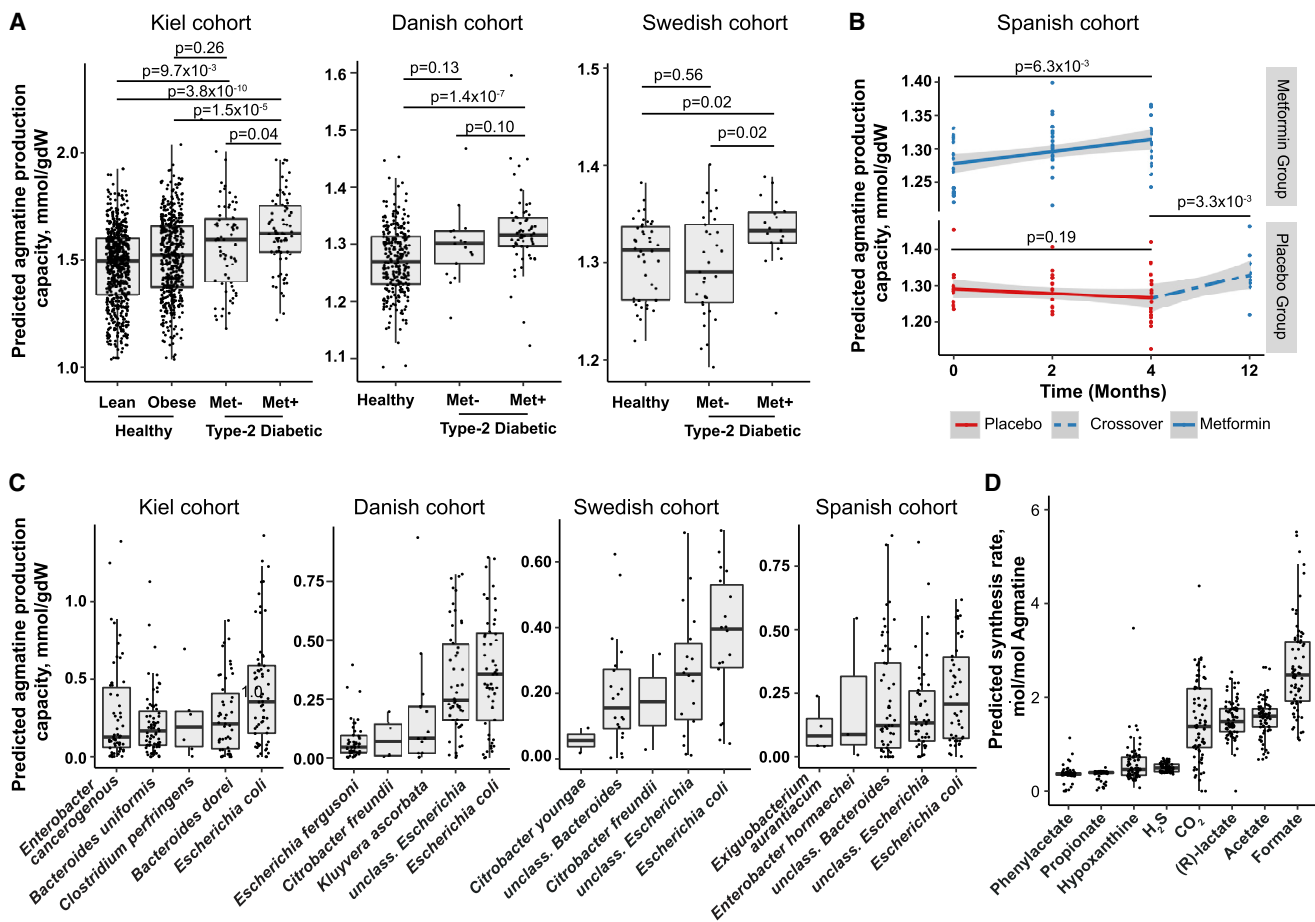 A
Kiel cohort
Danish cohort
Swedish cohort
Predicted agmatine production
capacity, mmol/gdW
p=0.26
p=9.7x10⁻³
p=3.8x10⁻¹⁰
p=1.5x10⁻⁵
p=0.04
2.0
1.5
1.0
Lean
Obese
Met-
Met+
Healthy
Type-2 Diabetic
p=0.13
p=1.4x10⁻⁷
p=0.10
1.6
1.5
1.4
1.3
1.2
1.1
Healthy
Met-
Met+
Type-2 Diabetic
p=0.56
p=0.02
p=0.02
1.5
1.4
1.3
1.2
Healthy
Met-
Met+
Type-2 Diabetic
B
Spanish cohort
Predicted agmatine production
capacity, mmol/gdW
p=6.3x10⁻³
1.40
1.30
1.25
Metformin Group
p=3.3x10⁻³
p=0.19
1.40
1.30
1.20
Placebo Group
0
2
4
12
Time (Months)
Placebo
Crossover
Metformin
C
Kiel cohort
Danish cohort
Swedish cohort
Spanish cohort
Predicted agmatine production
capacity, mmol/gdW
1.0
0.5
0.0
1.0
Enterobacter
cancerogenous
Bacteroides uniformis
Clostridium perfringens
Bacteroides dorei
Escherichia coli
0.75
0.50
0.25
0.00
Escherichia fergusoni
Citrobacter freundii
Kluyvera ascorbata
unclass. Escherichia
Escherichia coli
0.60
0.40
0.20
0.00
Citrobacter youngae
unclass. Bacteroides
Citrobacter freundii
unclass. Escherichia
Escherichia coli
0.75
0.50
0.25
0.00
Exiguobacterium
aurantiacum
Enterobacter hormaechei
unclass. Bacteroides
unclass. Escherichia
Escherichia coli
D
Predicted synthesis rate,
mol/mol Agmatine
6
4
2
0
Phenylacetate
Propionate
Hypoxanthine
H₂S
CO₂
(R)-lactate
Acetate
Formate